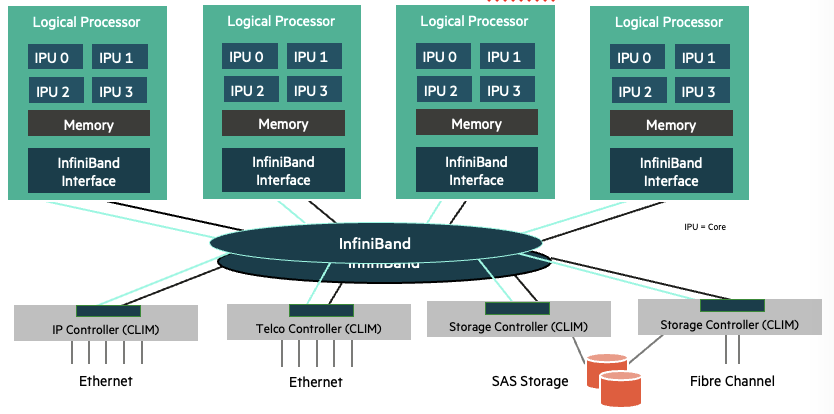 Logical Processor
IPU 0
IPU 1
IPU 2
IPU 3
Memory
InfiniBand
Interface
Logical Processor
IPU 0
IPU 1
IPU 2
IPU 3
Memory
InfiniBand
Interface
Logical Processor
IPU 0
IPU 1
IPU 2
IPU 3
Memory
InfiniBand
Interface
Logical Processor
IPU 0
IPU 1
IPU 2
IPU 3
Memory
InfiniBand
Interface
IPU = Core
InfiniBand
InfiniBand
IP Controller (CLIM)
Telco Controller (CLIM)
Storage Controller (CLIM)
Storage Controller (CLIM)
Ethernet
Ethernet
SAS Storage
Fibre Channel